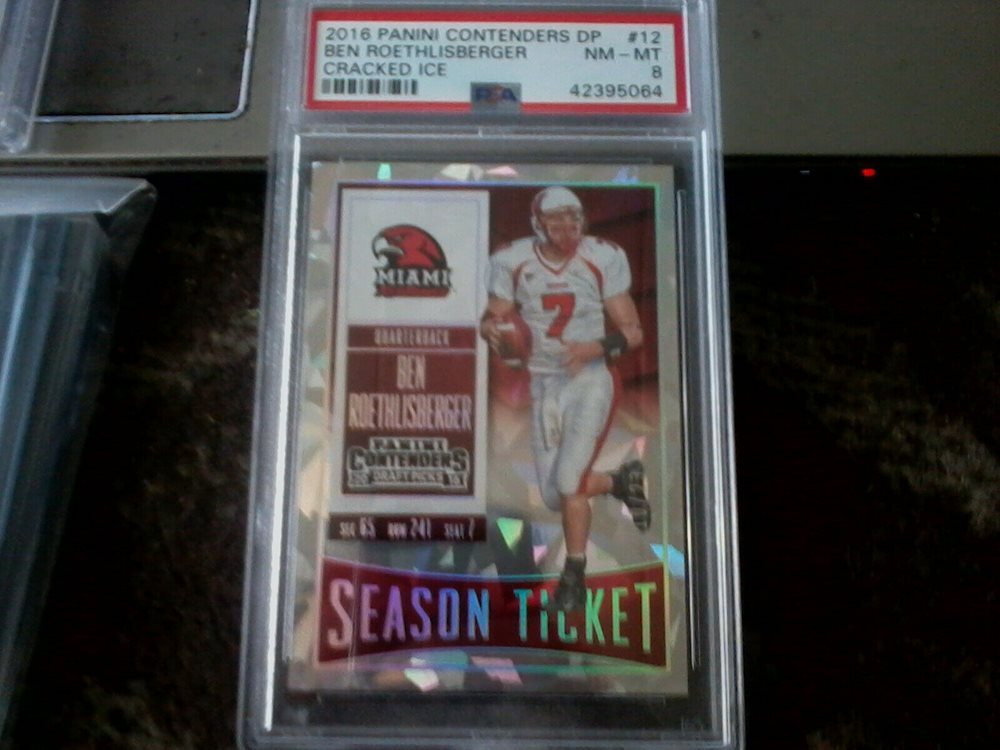 2016 PANINI CONTENDERS DP #12
BEN ROETHLISBERGER NM - MT
CRACKED ICE 8
PSA 42395064
MIAMI
QUARTERBACK
BEN
ROETHLISBERGER
PANINI
CONTENDERS
DRAFT PICKS
SEC 65 ROW 241 SEAT 7
7
SEASON TICKET